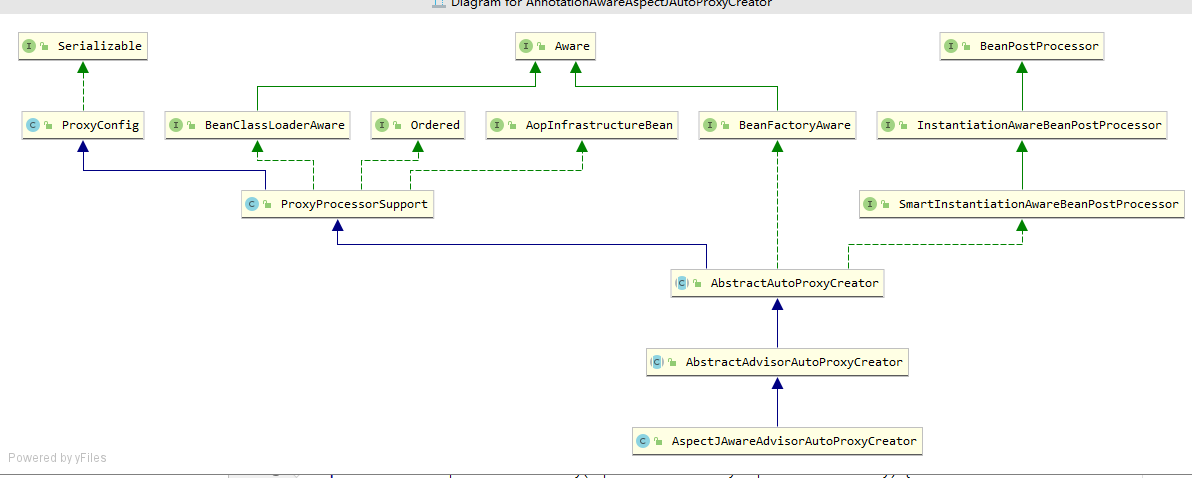 Diagram for AnnotationAwareAspectJAutoProxyCreator
I Serializable
I Aware
I BeanPostProcessor
C ProxyConfig
I BeanClassLoaderAware
I Ordered
I AopInfrastructureBean
I BeanFactoryAware
I InstantiationAwareBeanPostProcessor
C ProxyProcessorSupport
I SmartInstantiationAwareBeanPostProcessor
C AbstractAutoProxyCreator
C AbstractAdvisorAutoProxyCreator
C AspectJAwareAdvisorAutoProxyCreator
Powered by yFiles